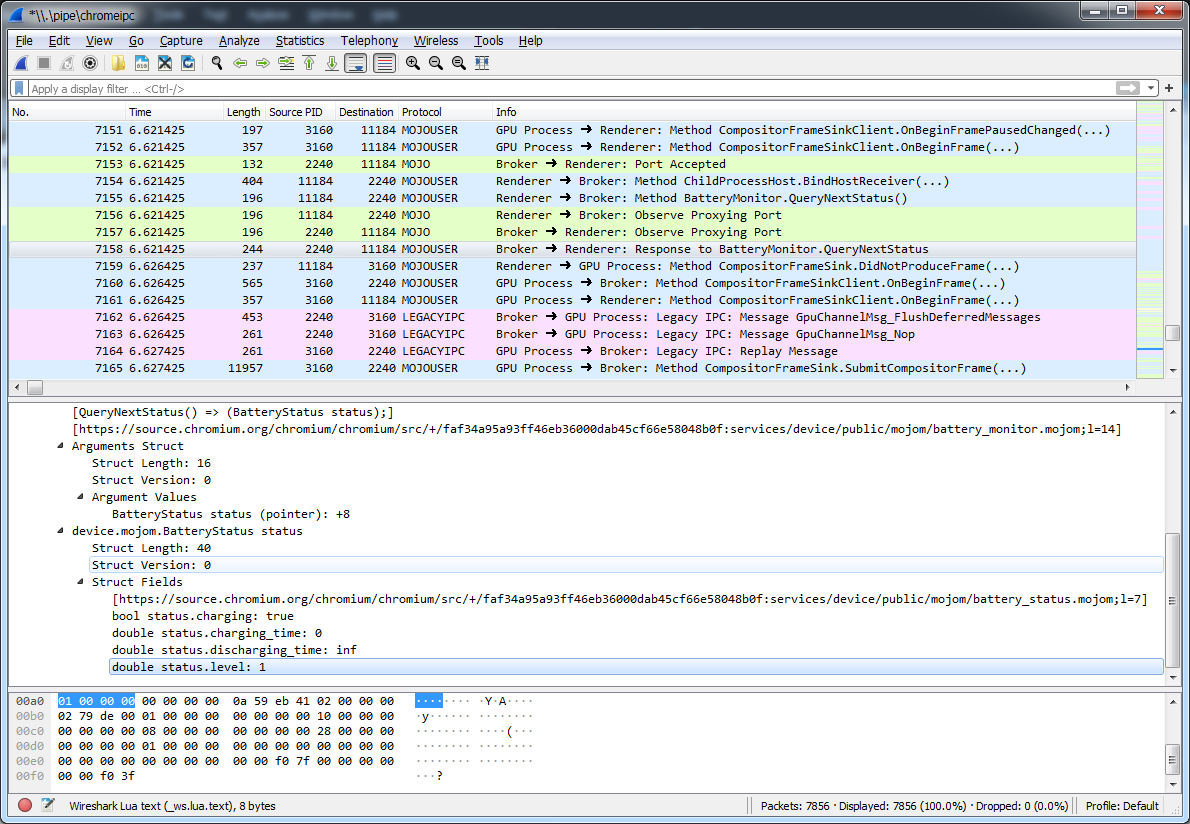 *\\.\pipe\chromeipc
File Edit View Go Capture Analyze Statistics Telephony Wireless Tools Help
Apply a display filter ... <Ctrl-/>
No. Time Length Source PID Destination Protocol Info
7151 6.621425 197 3160 11184 MOJOUSER GPU Process → Renderer: Method CompositorFrameSinkClient.OnBeginFramePausedChanged(...)
7152 6.621425 357 3160 11184 MOJOUSER GPU Process → Renderer: Method CompositorFrameSinkClient.OnBeginFrame(...)
7153 6.621425 132 2240 11184 MOJO Broker → Renderer: Port Accepted
7154 6.621425 404 11184 2240 MOJOUSER Renderer → Broker: Method ChildProcessHost.BindHostReceiver(...)
7155 6.621425 196 11184 2240 MOJOUSER Renderer → Broker: Method BatteryMonitor.QueryNextStatus()
7156 6.621425 196 11184 2240 MOJO Renderer → Broker: Observe Proxying Port
7157 6.621425 196 11184 2240 MOJO Renderer → Broker: Observe Proxying Port
7158 6.621425 244 2240 11184 MOJOUSER Broker → Renderer: Response to BatteryMonitor.QueryNextStatus
7159 6.626425 237 11184 3160 MOJOUSER Renderer → GPU Process: Method CompositorFrameSink.DidNotProduceFrame(...)
7160 6.626425 565 3160 2240 MOJOUSER GPU Process → Broker: Method CompositorFrameSinkClient.OnBeginFrame(...)
7161 6.626425 357 3160 11184 MOJOUSER GPU Process → Renderer: Method CompositorFrameSinkClient.OnBeginFrame(...)
7162 6.626425 453 2240 3160 LEGACYIPC Broker → GPU Process: Legacy IPC: Message GpuChannelMsg_FlushDeferredMessages
7163 6.626425 261 2240 3160 LEGACYIPC Broker → GPU Process: Legacy IPC: Message GpuChannelMsg_Nop
7164 6.627425 261 3160 2240 LEGACYIPC GPU Process → Broker: Legacy IPC: Replay Message
7165 6.627425 11957 3160 2240 MOJOUSER GPU Process → Broker: Method CompositorFrameSink.SubmitCompositorFrame(...)
[QueryNextStatus() => (BatteryStatus status);]
[https://source.chromium.org/chromium/chromium/src/+/faf34a95a93ff46eb36000dab45cf66e58048b0f:services/device/public/mojom/battery_monitor.mojom;l=14]
Arguments Struct
Struct Length: 16
Struct Version: 0
Argument Values
BatteryStatus status (pointer): +8
device.mojom.BatteryStatus status
Struct Length: 40
Struct Version: 0
Struct Fields
[https://source.chromium.org/chromium/chromium/src/+/faf34a95a93ff46eb36000dab45cf66e58048b0f:services/device/public/mojom/battery_status.mojom;l=7]
bool status.charging: true
double status.charging_time: 0
double status.discharging_time: inf
double status.level: 1
00a0 01 00 00 00 00 00 00 00 0a 59 eb 41 02 00 00 00 ········ ·Y·A····
00b0 02 79 de 00 01 00 00 00 00 00 00 00 10 00 00 00 ·y······ ········
00c0 00 00 00 00 08 00 00 00 00 00 00 00 28 00 00 00 ········ ····(···
00d0 00 00 00 00 01 00 00 00 00 00 00 00 00 00 00 00 ········ ········
00e0 00 00 00 00 00 00 00 00 00 00 f0 7f 00 00 00 00 ········ ········
00f0 00 00 f0 3f ···?
Wireshark Lua text (_ws.lua.text), 8 bytes
Packets: 7856 · Displayed: 7856 (100.0%) · Dropped: 0 (0.0%)
Profile: Default